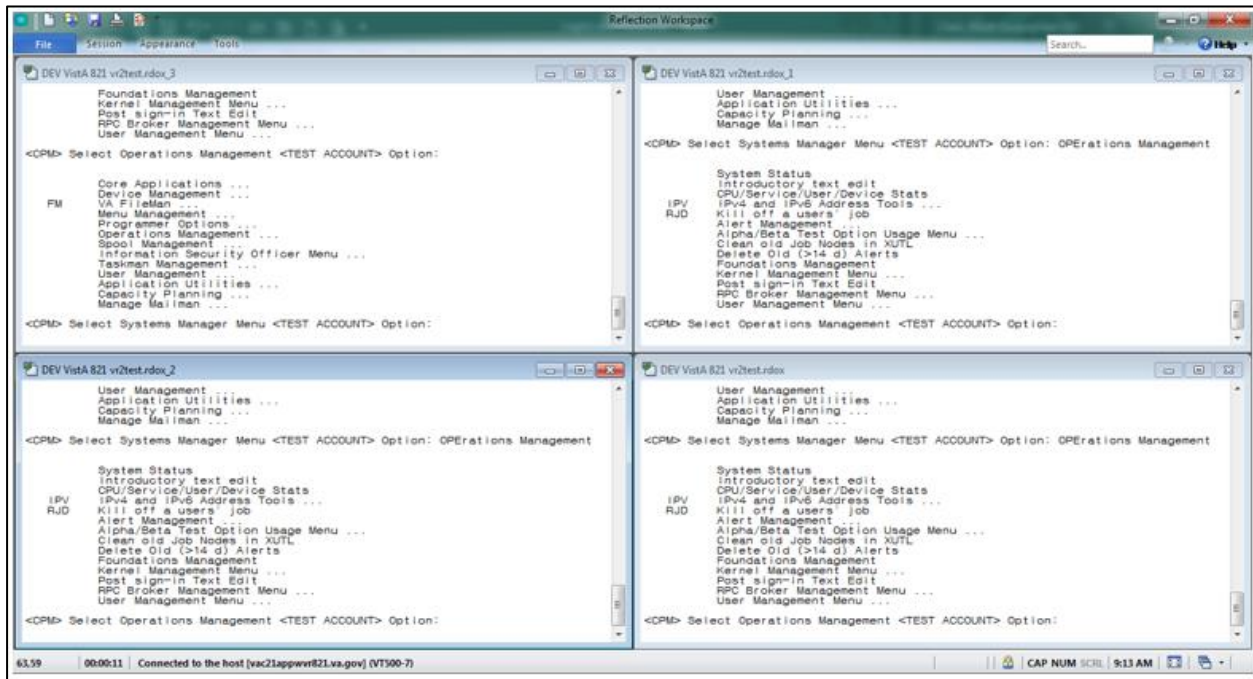 Reflection Workspace
File Session Appearance Tools Search... Help
DEV VistA 821 vr2test.rdox_3
Foundations Management
Kernel Management Menu ...
Post sign-in Text Edit
RPC Broker Management Menu ...
User Management Menu ...
<CPM> Select Operations Management <TEST ACCOUNT> Option:
Core Applications ...
Device Management ...
FM VA FileMan ...
Menu Management ...
Programmer Options ...
Operations Management ...
Spool Management ...
Information Security Officer Menu ...
Taskman Management ...
User Management ...
Application Utilities ...
Capacity Planning ...
Manage Mailman ...
<CPM> Select Systems Manager Menu <TEST ACCOUNT> Option:
DEV VistA 821 vr2test.rdox_1
User Management ...
Application Utilities ...
Capacity Planning ...
Manage Mailman ...
<CPM> Select Systems Manager Menu <TEST ACCOUNT> Option: OPErations Management
System Status
Introductory text edit
CPU/Service/User/Device Stats
IPV IPv4 and IPv6 Address Tools ...
RJD Kill off a users' job
Alert Management ...
Alpha/Beta Test Option Usage Menu ...
Clean old Job Nodes in XUTL
Delete Old (>14 d) Alerts
Foundations Management
Kernel Management Menu ...
Post sign-in Text Edit
RPC Broker Management Menu ...
User Management Menu ...
<CPM> Select Operations Management <TEST ACCOUNT> Option:
DEV VistA 821 vr2test.rdox_2
User Management ...
Application Utilities ...
Capacity Planning ...
Manage Mailman ...
<CPM> Select Systems Manager Menu <TEST ACCOUNT> Option: OPErations Management
System Status
Introductory text edit
CPU/Service/User/Device Stats
IPV IPv4 and IPv6 Address Tools ...
RJD Kill off a users' job
Alert Management ...
Alpha/Beta Test Option Usage Menu ...
Clean old Job Nodes in XUTL
Delete Old (>14 d) Alerts
Foundations Management
Kernel Management Menu ...
Post sign-in Text Edit
RPC Broker Management Menu ...
User Management Menu ...
<CPM> Select Operations Management <TEST ACCOUNT> Option:
DEV VistA 821 vr2test.rdox
User Management ...
Application Utilities ...
Capacity Planning ...
Manage Mailman ...
<CPM> Select Systems Manager Menu <TEST ACCOUNT> Option: OPErations Management
System Status
Introductory text edit
CPU/Service/User/Device Stats
IPV IPv4 and IPv6 Address Tools ...
RJD Kill off a users' job
Alert Management ...
Alpha/Beta Test Option Usage Menu ...
Clean old Job Nodes in XUTL
Delete Old (>14 d) Alerts
Foundations Management
Kernel Management Menu ...
Post sign-in Text Edit
RPC Broker Management Menu ...
User Management Menu ...
<CPM> Select Operations Management <TEST ACCOUNT> Option:
63,59 00:00:11 Connected to the host [vac21appwvr821.va.gov] (VT500-7) CAP NUM SCRL 9:13 AM